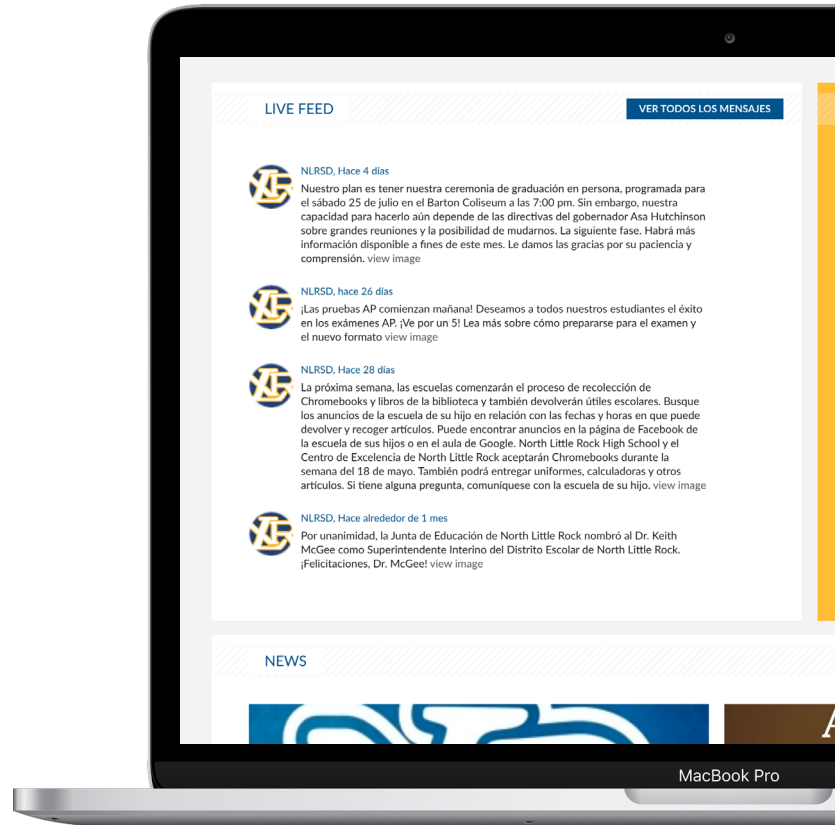 LIVE FEED
VER TODOS LOS MENSAJES
NLRSD, Hace 4 días
Nuestro plan es tener nuestra ceremonia de graduación en persona, programada para
el sábado 25 de julio en el Barton Coliseum a las 7:00 pm. Sin embargo, nuestra
capacidad para hacerlo aún depende de las directivas del gobernador Asa Hutchinson
sobre grandes reuniones y la posibilidad de mudarnos. La siguiente fase. Habrá más
información disponible a fines de este mes. Le damos las gracias por su paciencia y
comprensión. view image
NLRSD, hace 26 días
¡Las pruebas AP comienzan mañana! Deseamos a todos nuestros estudiantes el éxito
en los exámenes AP. ¡Ve por un 5! Lea más sobre cómo prepararse para el examen y
el nuevo formato view image
NLRSD, Hace 28 días
La próxima semana, las escuelas comenzarán el proceso de recolección de
Chromebooks y libros de la biblioteca y también devolverán útiles escolares. Busque
los anuncios de la escuela de su hijo en relación con las fechas y horas en que puede
devolver y recoger artículos. Puede encontrar anuncios en la página de Facebook de
la escuela de sus hijos o en el aula de Google. North Little Rock High School y el
Centro de Excelencia de North Little Rock aceptarán Chromebooks durante la
semana del 18 de mayo. También podrá entregar uniformes, calculadoras y otros
artículos. Si tiene alguna pregunta, comuníquese con la escuela de su hijo. view image
NLRSD, Hace alrededor de 1 mes
Por unanimidad, la Junta de Educación de North Little Rock nombró al Dr. Keith
McGee como Superintendente Interino del Distrito Escolar de North Little Rock.
¡Felicitaciones, Dr. McGee! view image
NEWS
MacBook Pro